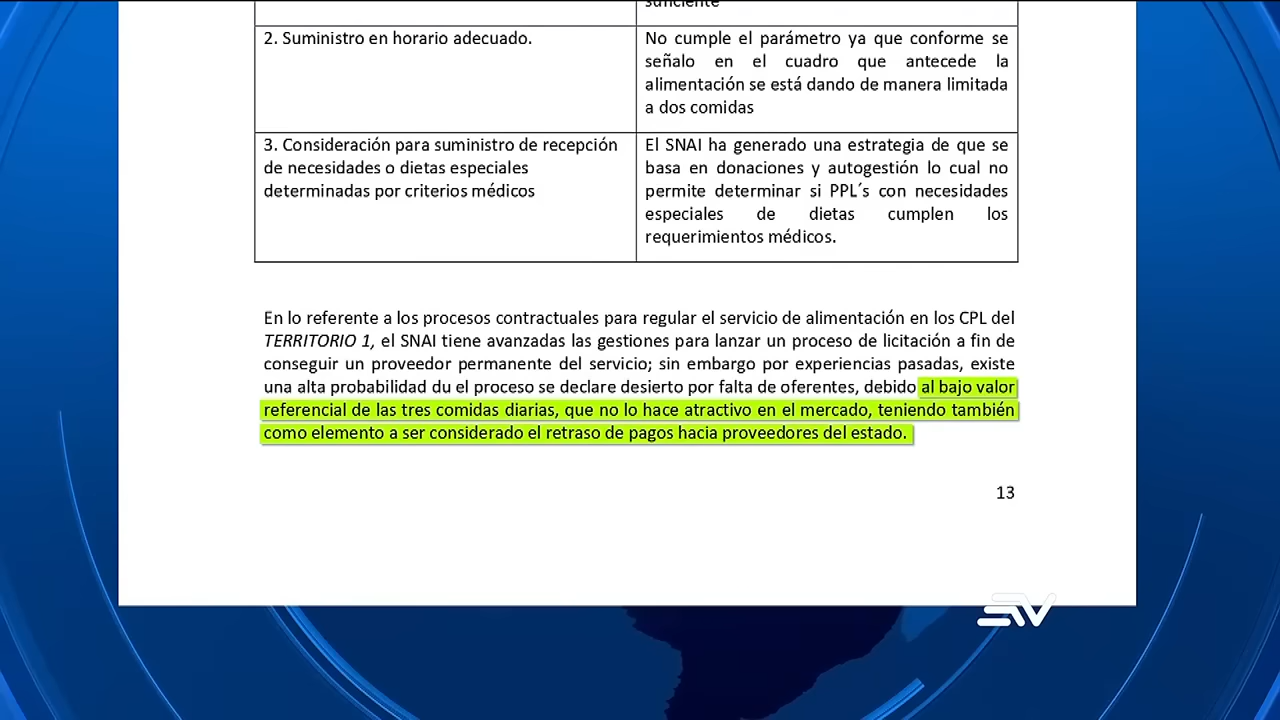 suficiente
2. Suministro en horario adecuado.
No cumple el parámetro ya que conforme se
señalo en el cuadro que antecede la
alimentación se está dando de manera limitada
a dos comidas
3. Consideración para suministro de recepción
de necesidades o dietas especiales
determinadas por criterios médicos
El SNAI ha generado una estrategia de que se
basa en donaciones y autogestión lo cual no
permite determinar si PPL´s con necesidades
especiales de dietas cumplen los
requerimientos médicos.
En lo referente a los procesos contractuales para regular el servicio de alimentación en los CPL del
TERRITORIO 1, el SNAI tiene avanzadas las gestiones para lanzar un proceso de licitación a fin de
conseguir un proveedor permanente del servicio; sin embargo por experiencias pasadas, existe
una alta probabilidad du el proceso se declare desierto por falta de oferentes, debido al bajo valor
referencial de las tres comidas diarias, que no lo hace atractivo en el mercado, teniendo también
como elemento a ser considerado el retraso de pagos hacia proveedores del estado.
13